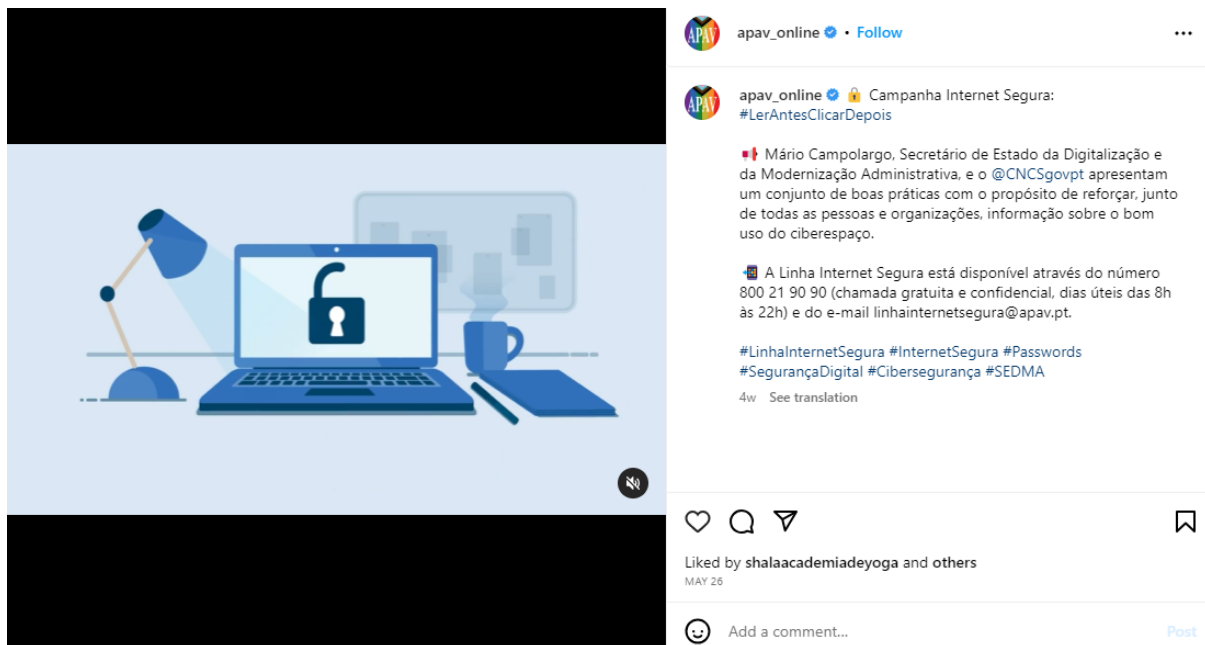 APAV
apav_online • Follow
APAV
apav_online Campanha Internet Segura:
#LerAntesClicarDepois
Mário Campolargo, Secretário de Estado da Digitalização e
da Modernização Administrativa, e o @CNCSgovpt apresentam
um conjunto de boas práticas com o propósito de reforçar, junto
de todas as pessoas e organizações, informação sobre o bom
uso do ciberespaço.
A Linha Internet Segura está disponível através do número
800 21 90 90 (chamada gratuita e confidencial, dias úteis das 8h
às 22h) e do e-mail linhainternetsegura@apav.pt.
#LinhaInternetSegura #InternetSegura #Passwords
#SegurançaDigital #Cibersegurança #SEDMA
4w See translation
Liked by shalaacademiadeyoga and others
MAY 26
Add a comment...
Post